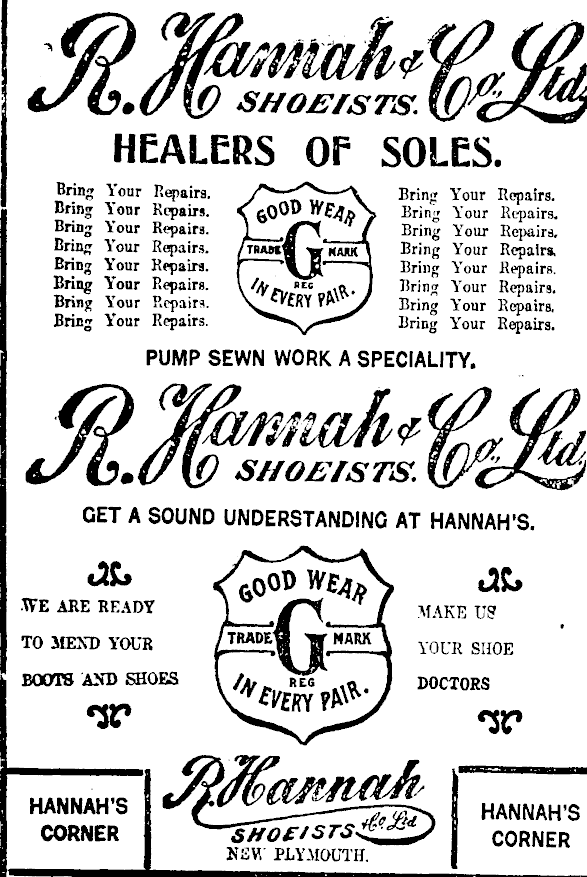 R. Hannah & Co., Ltd.
SHOEISTS.
HEALERS OF SOLES.
Bring Your Repairs.
Bring Your Repairs.
Bring Your Repairs.
Bring Your Repairs.
Bring Your Repairs.
Bring Your Repairs.
Bring Your Repairs.
Bring Your Repairs.
GOOD WEAR
TRADE G MARK
REG
IN EVERY PAIR.
Bring Your Repairs.
Bring Your Repairs.
Bring Your Repairs.
Bring Your Repairs.
Bring Your Repairs.
Bring Your Repairs.
Bring Your Repairs.
Bring Your Repairs.
PUMP SEWN WORK A SPECIALITY.
R. Hannah & Co., Ltd.
SHOEISTS.
GET A SOUND UNDERSTANDING AT HANNAH'S.
WE ARE READY
TO MEND YOUR
BOOTS AND SHOES
GOOD WEAR
TRADE G MARK
REG
IN EVERY PAIR.
MAKE US
YOUR SHOE
DOCTORS
HANNAH'S
CORNER
R. Hannah
& Co Ltd
SHOEISTS
NEW PLYMOUTH.
HANNAH'S
CORNER